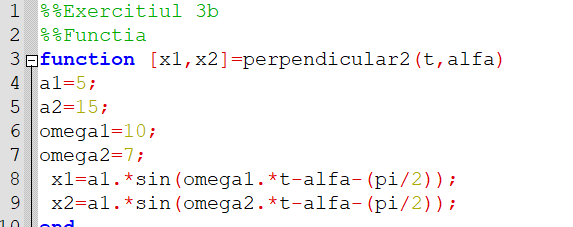 1 %%Exercitiul 3b
2 %%Functia
3 function [x1,x2]=perpendicular2(t,alfa)
4 a1=5;
5 a2=15;
6 omega1=10;
7 omega2=7;
8 x1=a1.*sin(omega1.*t-alfa-(pi/2));
9 x2=a1.*sin(omega2.*t-alfa-(pi/2));
10 end